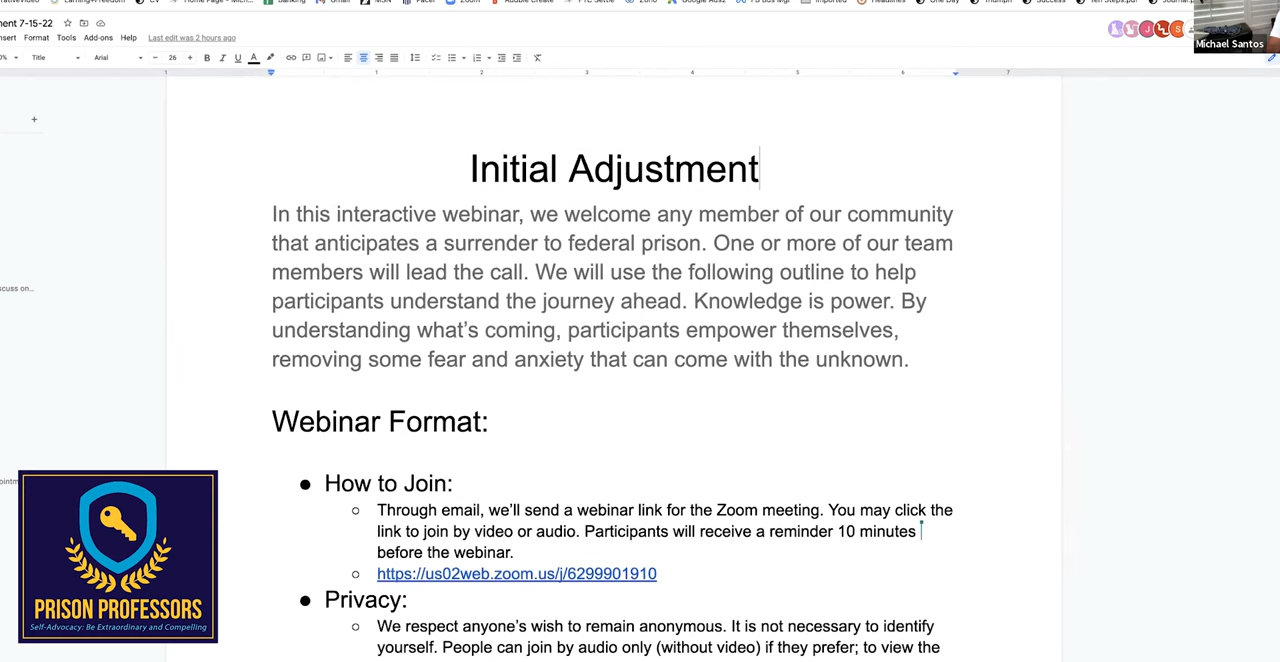 ment 7-15-22
nsert Format Tools Add-ons Help Last edit was 2 hours ago
Title Arial 26
Michael Santos
Initial Adjustment
In this interactive webinar, we welcome any member of our community
that anticipates a surrender to federal prison. One or more of our team
members will lead the call. We will use the following outline to help
participants understand the journey ahead. Knowledge is power. By
understanding what’s coming, participants empower themselves,
removing some fear and anxiety that can come with the unknown.
Webinar Format:
How to Join:
Through email, we’ll send a webinar link for the Zoom meeting. You may click the
link to join by video or audio. Participants will receive a reminder 10 minutes
before the webinar.
https://us02web.zoom.us/j/6299901910
Privacy:
We respect anyone’s wish to remain anonymous. It is not necessary to identify
yourself. People can join by audio only (without video) if they prefer; to view the
scuss on...
PRISON PROFESSORS
Self-Advocacy: Be Extraordinary and Compelling